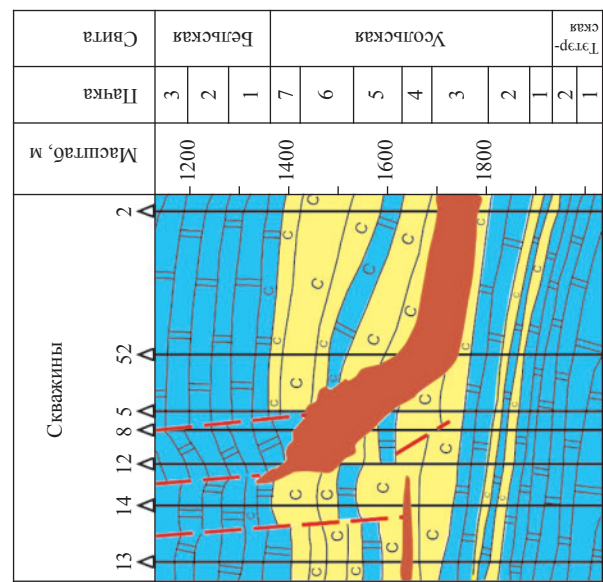 Свита
Бельская
Усольская
Тэтэр-
ская
Пачка
3 2 1 7 6 5 4 3 2 1 2 1
Масштаб, м
1200 1400 1600 1800
Скважины
2
52
5
8
12
14
13